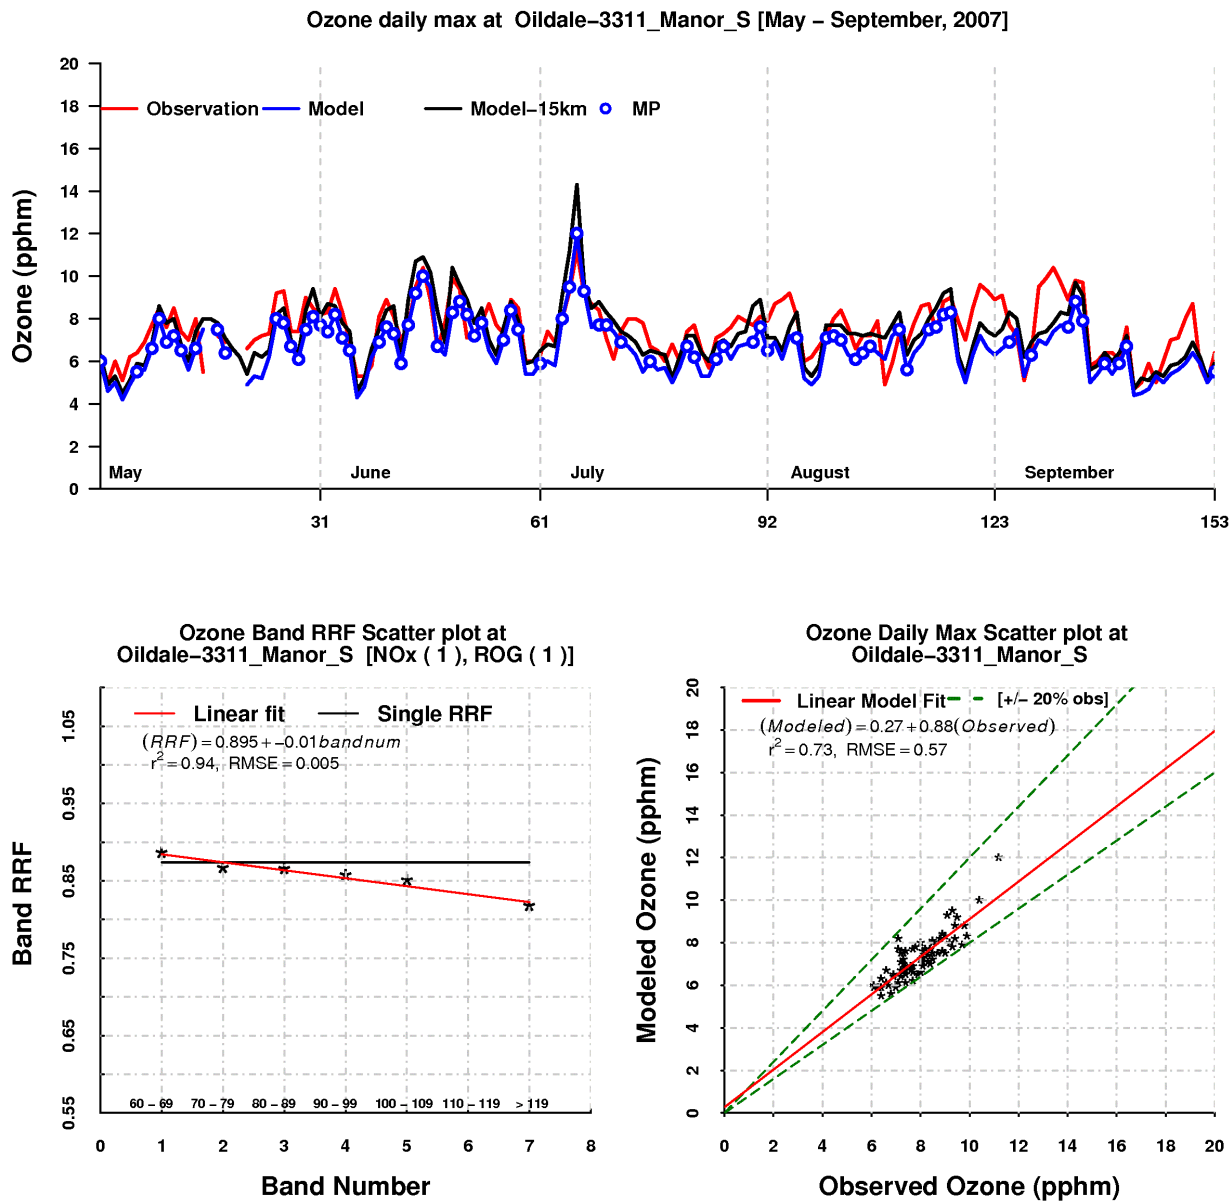 Ozone daily max at Oildale−3311_Manor_S [May − September, 2007]
20
18
16
14
12
10
8
6
4
2
0
Ozone (pphm)
Observation Model Model−15km MP
May June July August September
31 61 92 123 153
Ozone Band RRF Scatter plot at
Oildale−3311_Manor_S [NOx ( 1 ), ROG ( 1 )]
Linear fit Single RRF
(RRF) = 0.895 + −0.01 bandnum
r² = 0.94, RMSE = 0.005
1.05
0.95
0.85
0.75
0.65
0.55
Band RRF
60 − 69 70 − 79 80 − 89 90 − 99 100 − 109 110 − 119 > 119
0 1 2 3 4 5 6 7 8
Band Number
Ozone Daily Max Scatter plot at
Oildale−3311_Manor_S
Linear Model Fit [+/− 20% obs]
(Modeled) = 0.27 + 0.88(Observed)
r² = 0.73, RMSE = 0.57
20
18
16
14
12
10
8
6
4
2
0
Modeled Ozone (pphm)
0 2 4 6 8 10 12 14 16 18 20
Observed Ozone (pphm)